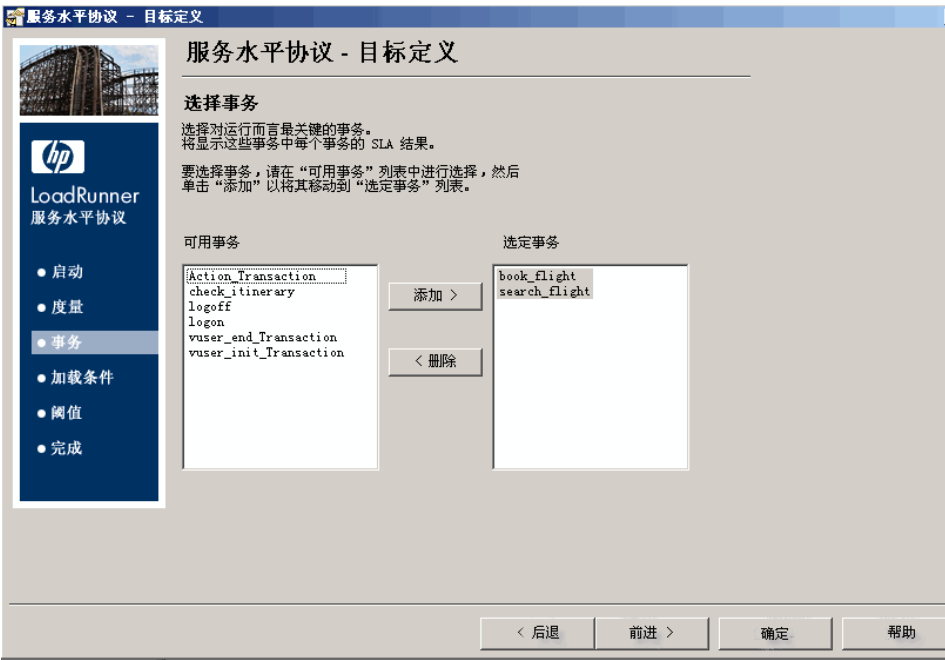 服务水平协议 - 目标定义
服务水平协议 - 目标定义
选择事务
选择对运行而言最关键的事务。
将显示这些事务中每个事务的 SLA 结果。
要选择事务，请在“可用事务”列表中进行选择，然后
单击“添加”以将其移动到“选定事务”列表。
hp
LoadRunner
服务水平协议
启动
度量
事务
加载条件
阈值
完成
可用事务
Action_Transaction
check_itinerary
logoff
logon
vuser_end_Transaction
vuser_init_Transaction
添加 >
< 删除
选定事务
book_flight
search_flight
< 后退
前进 >
确定
帮助